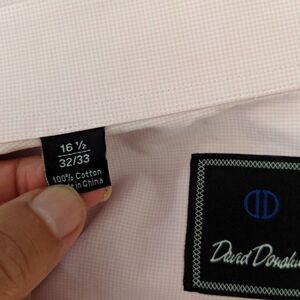 16 ½
32/33
100% Cotton
in China
David